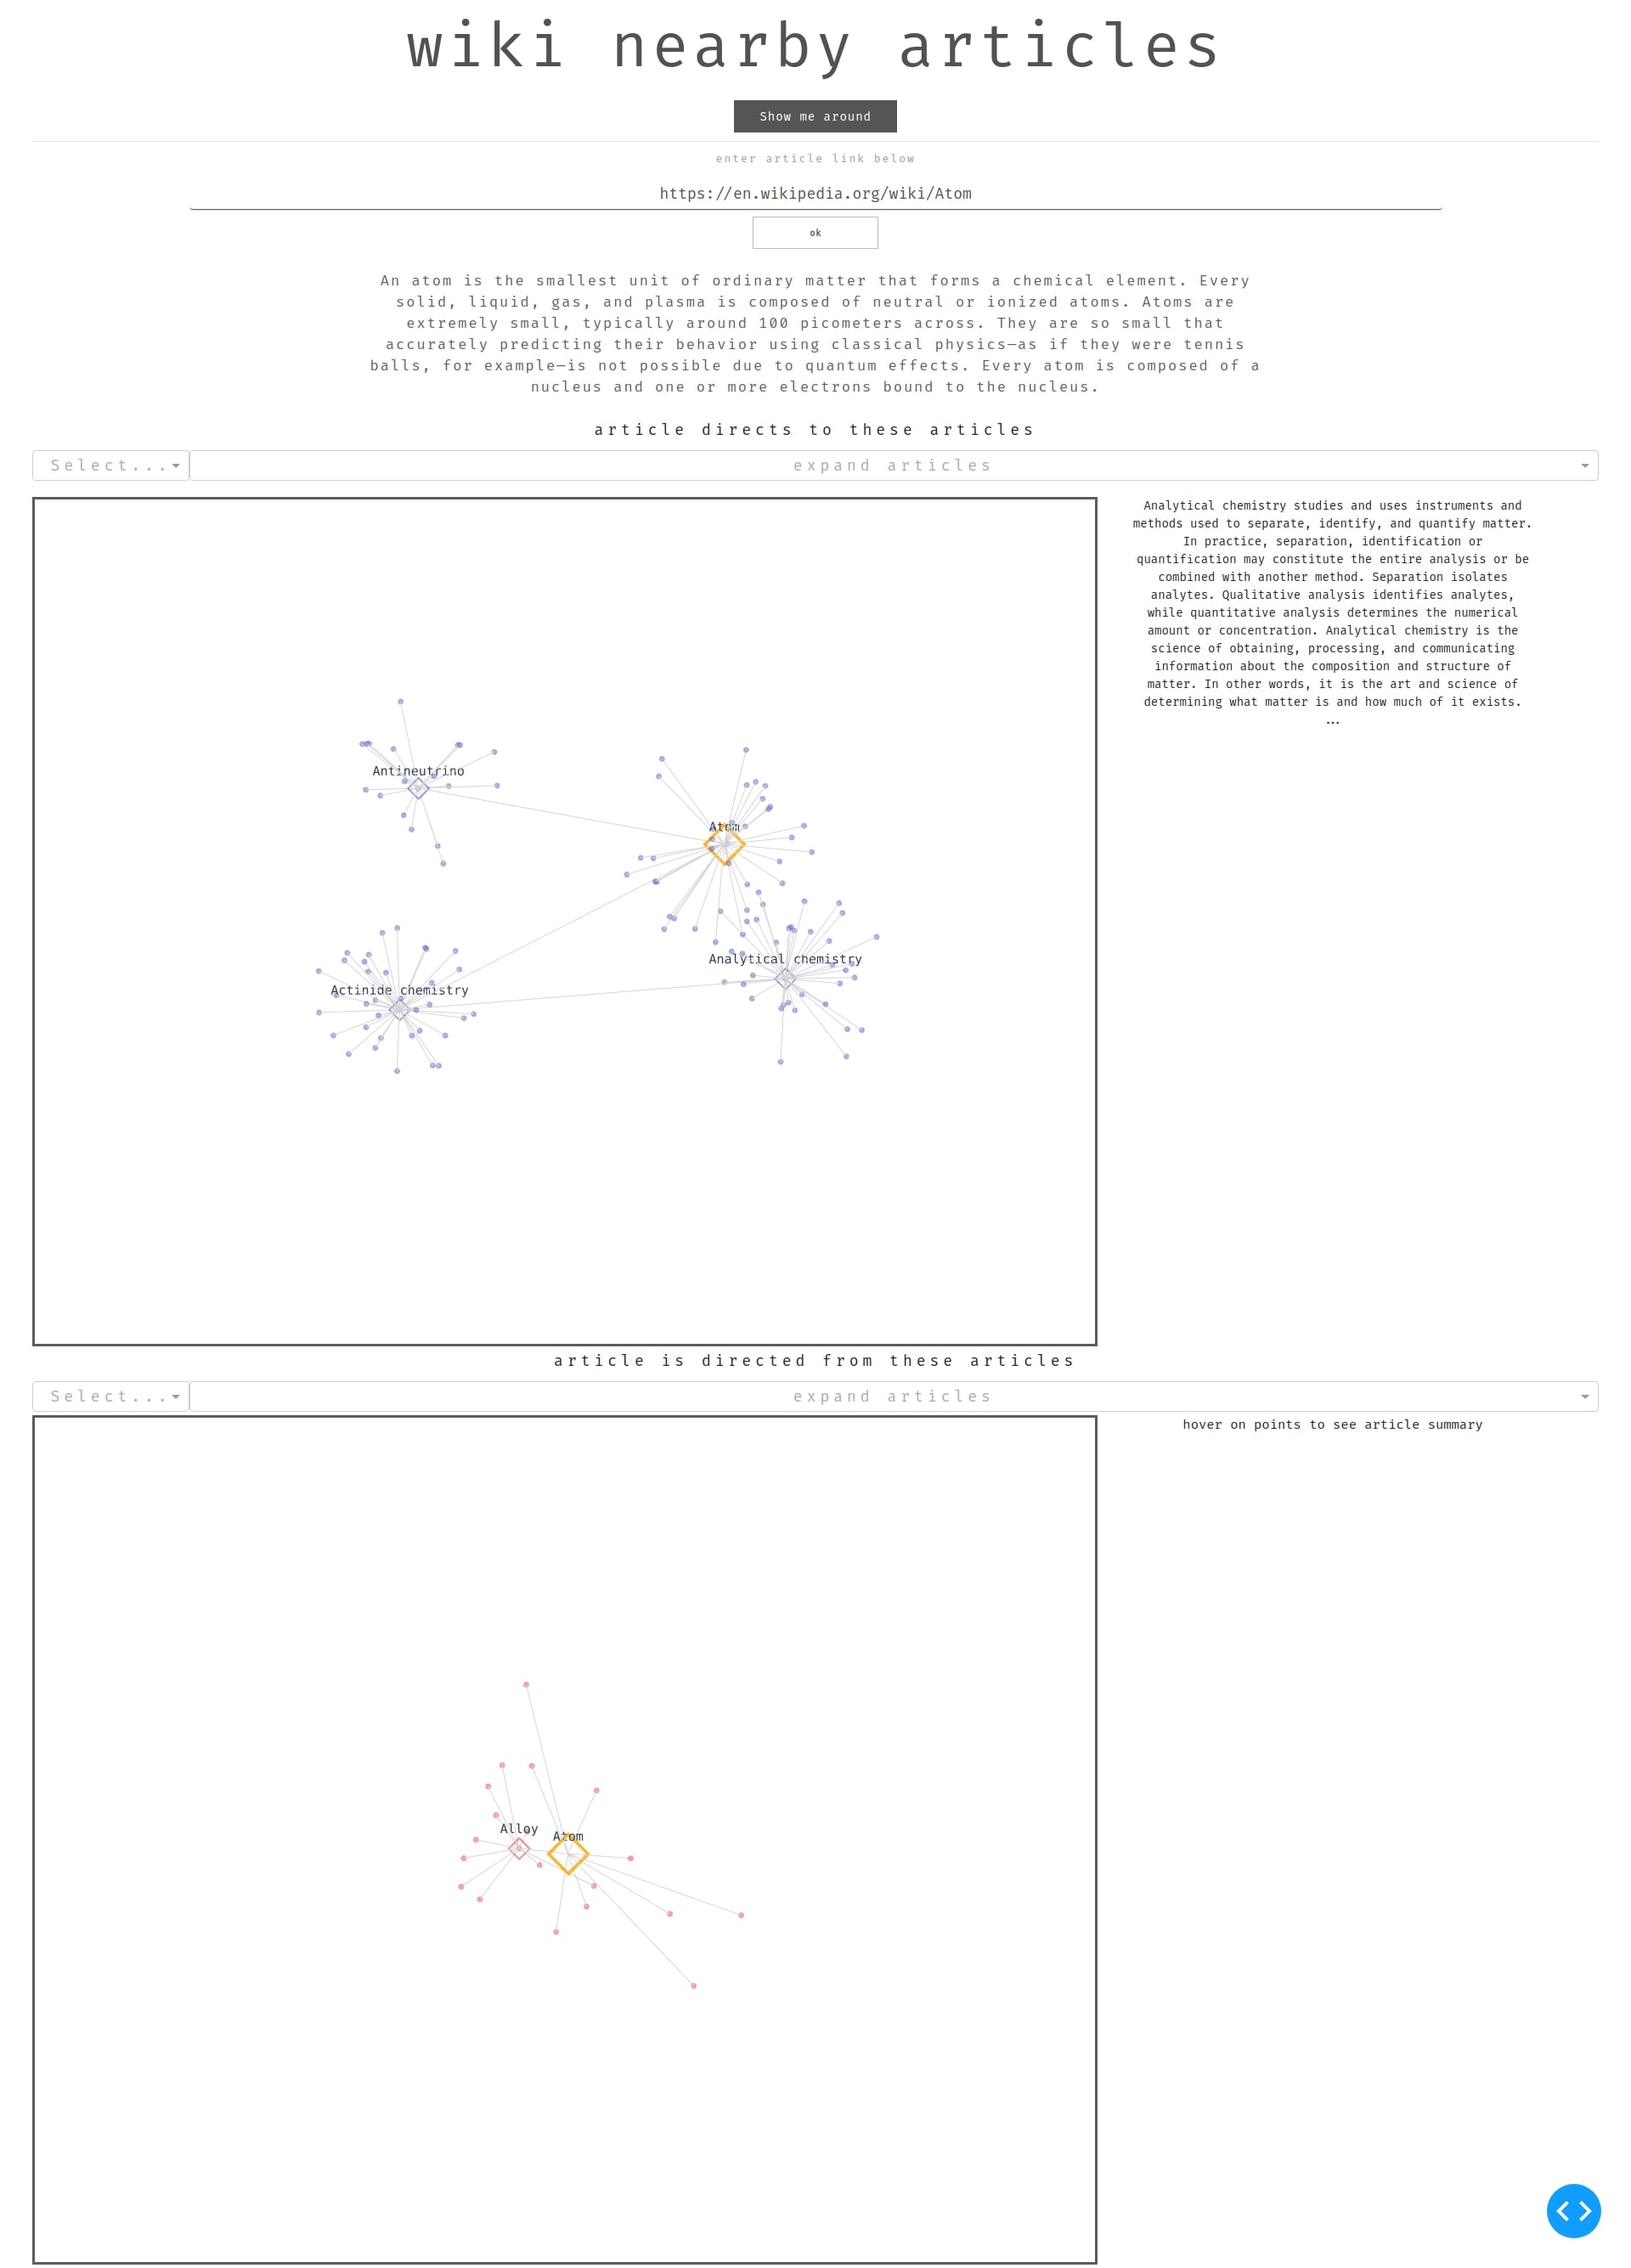 wiki nearby articles
Show me around
enter article link below
https://en.wikipedia.org/wiki/Atom
ok
An atom is the smallest unit of ordinary matter that forms a chemical element. Every
solid, liquid, gas, and plasma is composed of neutral or ionized atoms. Atoms are
extremely small, typically around 100 picometers across. They are so small that
accurately predicting their behavior using classical physics—as if they were tennis
balls, for example—is not possible due to quantum effects. Every atom is composed of a
nucleus and one or more electrons bound to the nucleus.
article directs to these articles
Select...
expand articles
Analytical chemistry studies and uses instruments and
methods used to separate, identify, and quantify matter.
In practice, separation, identification or
quantification may constitute the entire analysis or be
combined with another method. Separation isolates
analytes. Qualitative analysis identifies analytes,
while quantitative analysis determines the numerical
amount or concentration. Analytical chemistry is the
science of obtaining, processing, and communicating
information about the composition and structure of
matter. In other words, it is the art and science of
determining what matter is and how much of it exists.
...
Antineutrino
Atom
Analytical chemistry
Actinide chemistry
article is directed from these articles
Select...
expand articles
hover on points to see article summary
Alloy
Atom